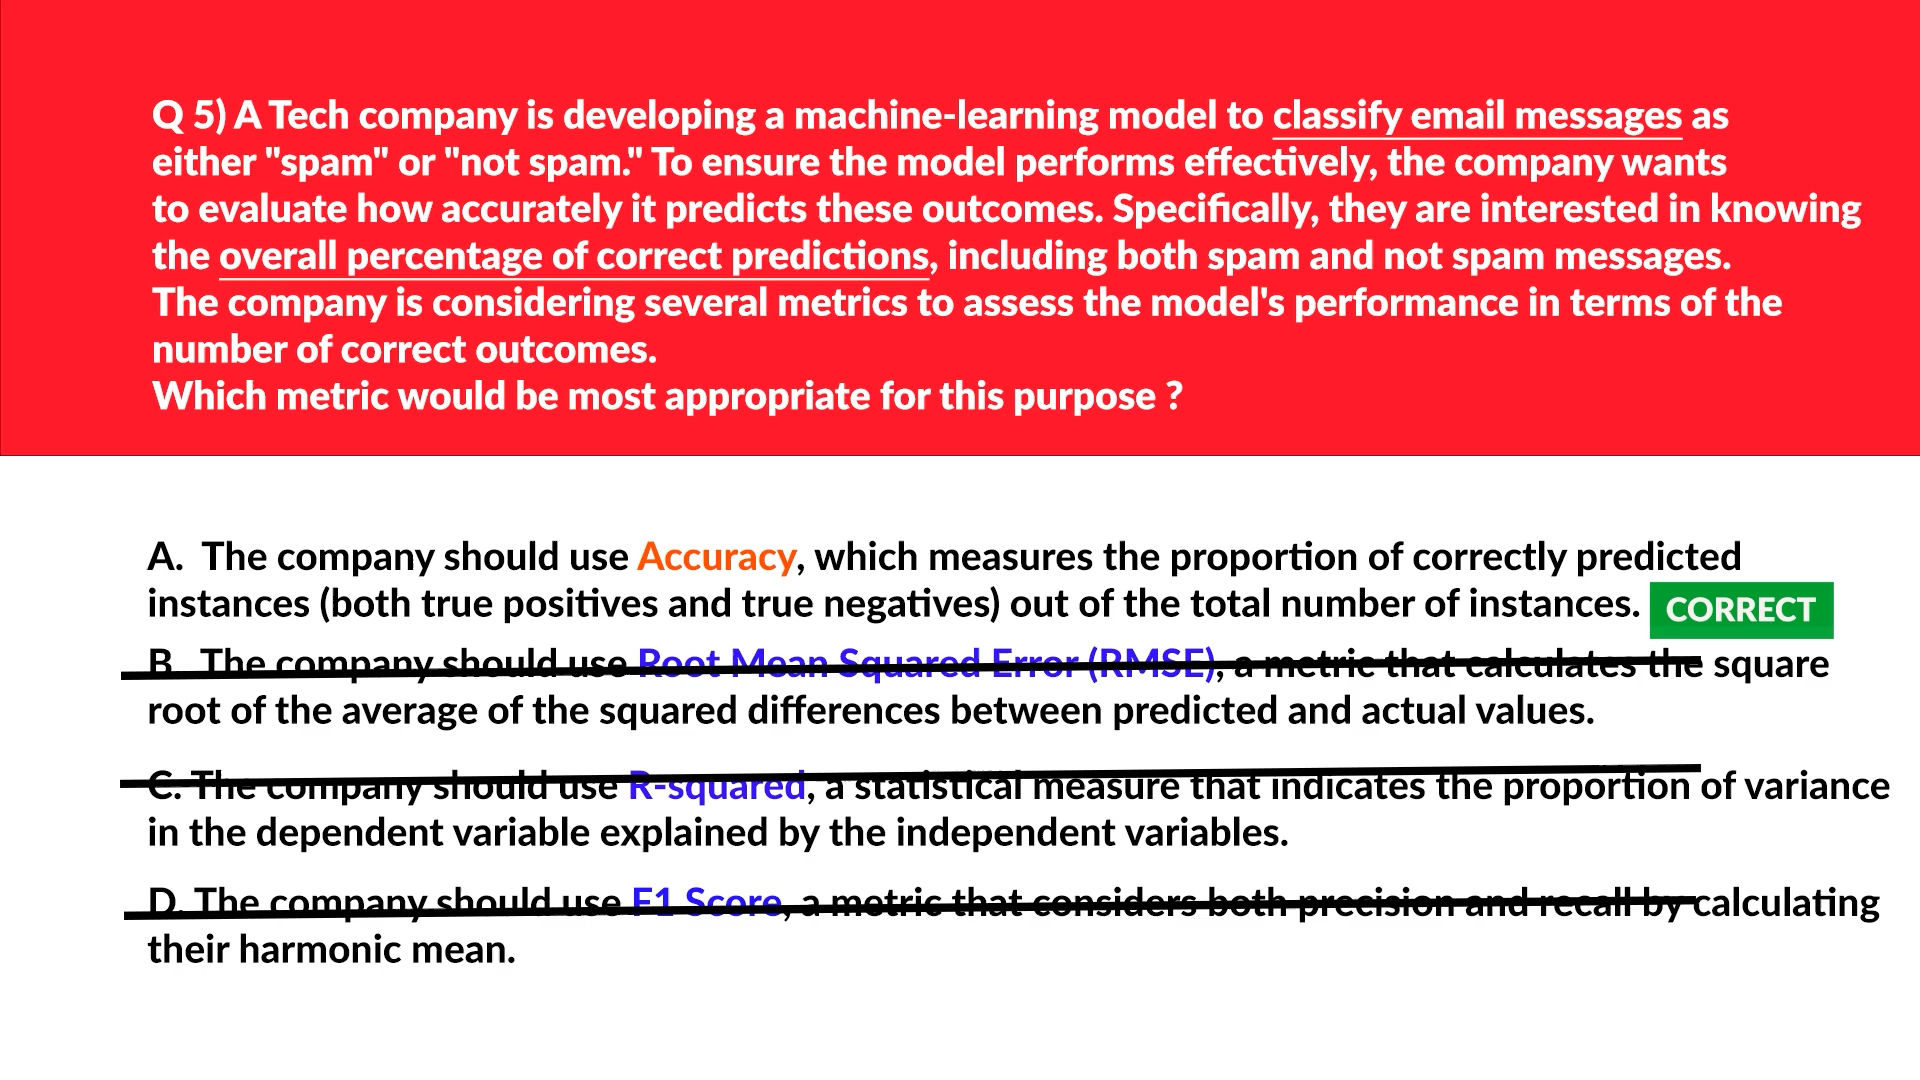 Q 5) A Tech company is developing a machine-learning model to classify email messages as
either "spam" or "not spam." To ensure the model performs effectively, the company wants
to evaluate how accurately it predicts these outcomes. Specifically, they are interested in knowing
the overall percentage of correct predictions, including both spam and not spam messages.
The company is considering several metrics to assess the model's performance in terms of the
number of correct outcomes.
Which metric would be most appropriate for this purpose ?
A. The company should use Accuracy, which measures the proportion of correctly predicted
instances (both true positives and true negatives) out of the total number of instances. CORRECT
B. The company should use Root Mean Squared Error (RMSE), a metric that calculates the square
root of the average of the squared differences between predicted and actual values.
C. The company should use R-squared, a statistical measure that indicates the proportion of variance
in the dependent variable explained by the independent variables.
D. The company should use F1 Score, a metric that considers both precision and recall by calculating
their harmonic mean.